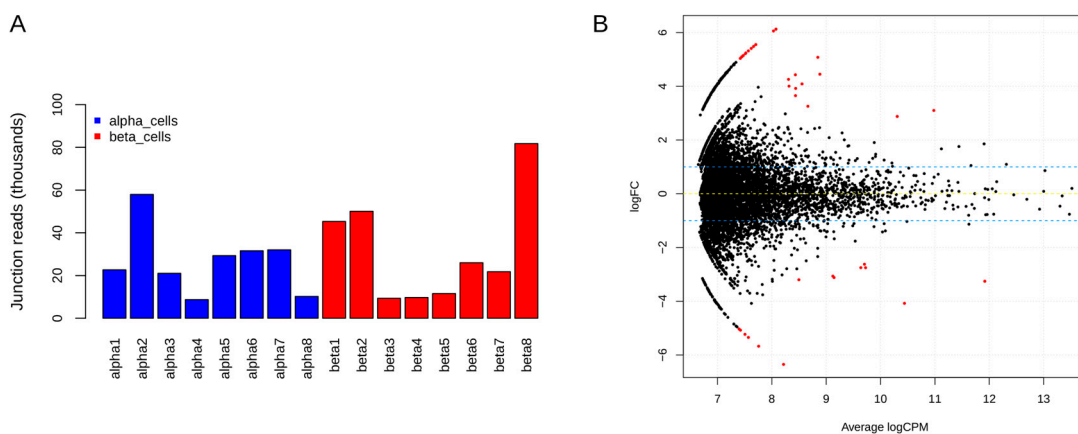 A
Junction reads (thousands)
100
80
60
40
20
0
alpha_cells
beta_cells
alpha1
alpha2
alpha3
alpha4
alpha5
alpha6
alpha7
alpha8
beta1
beta2
beta3
beta4
beta5
beta6
beta7
beta8
B
logFC
6
4
2
0
−2
−4
−6
7 8 9 10 11 12 13
Average logCPM